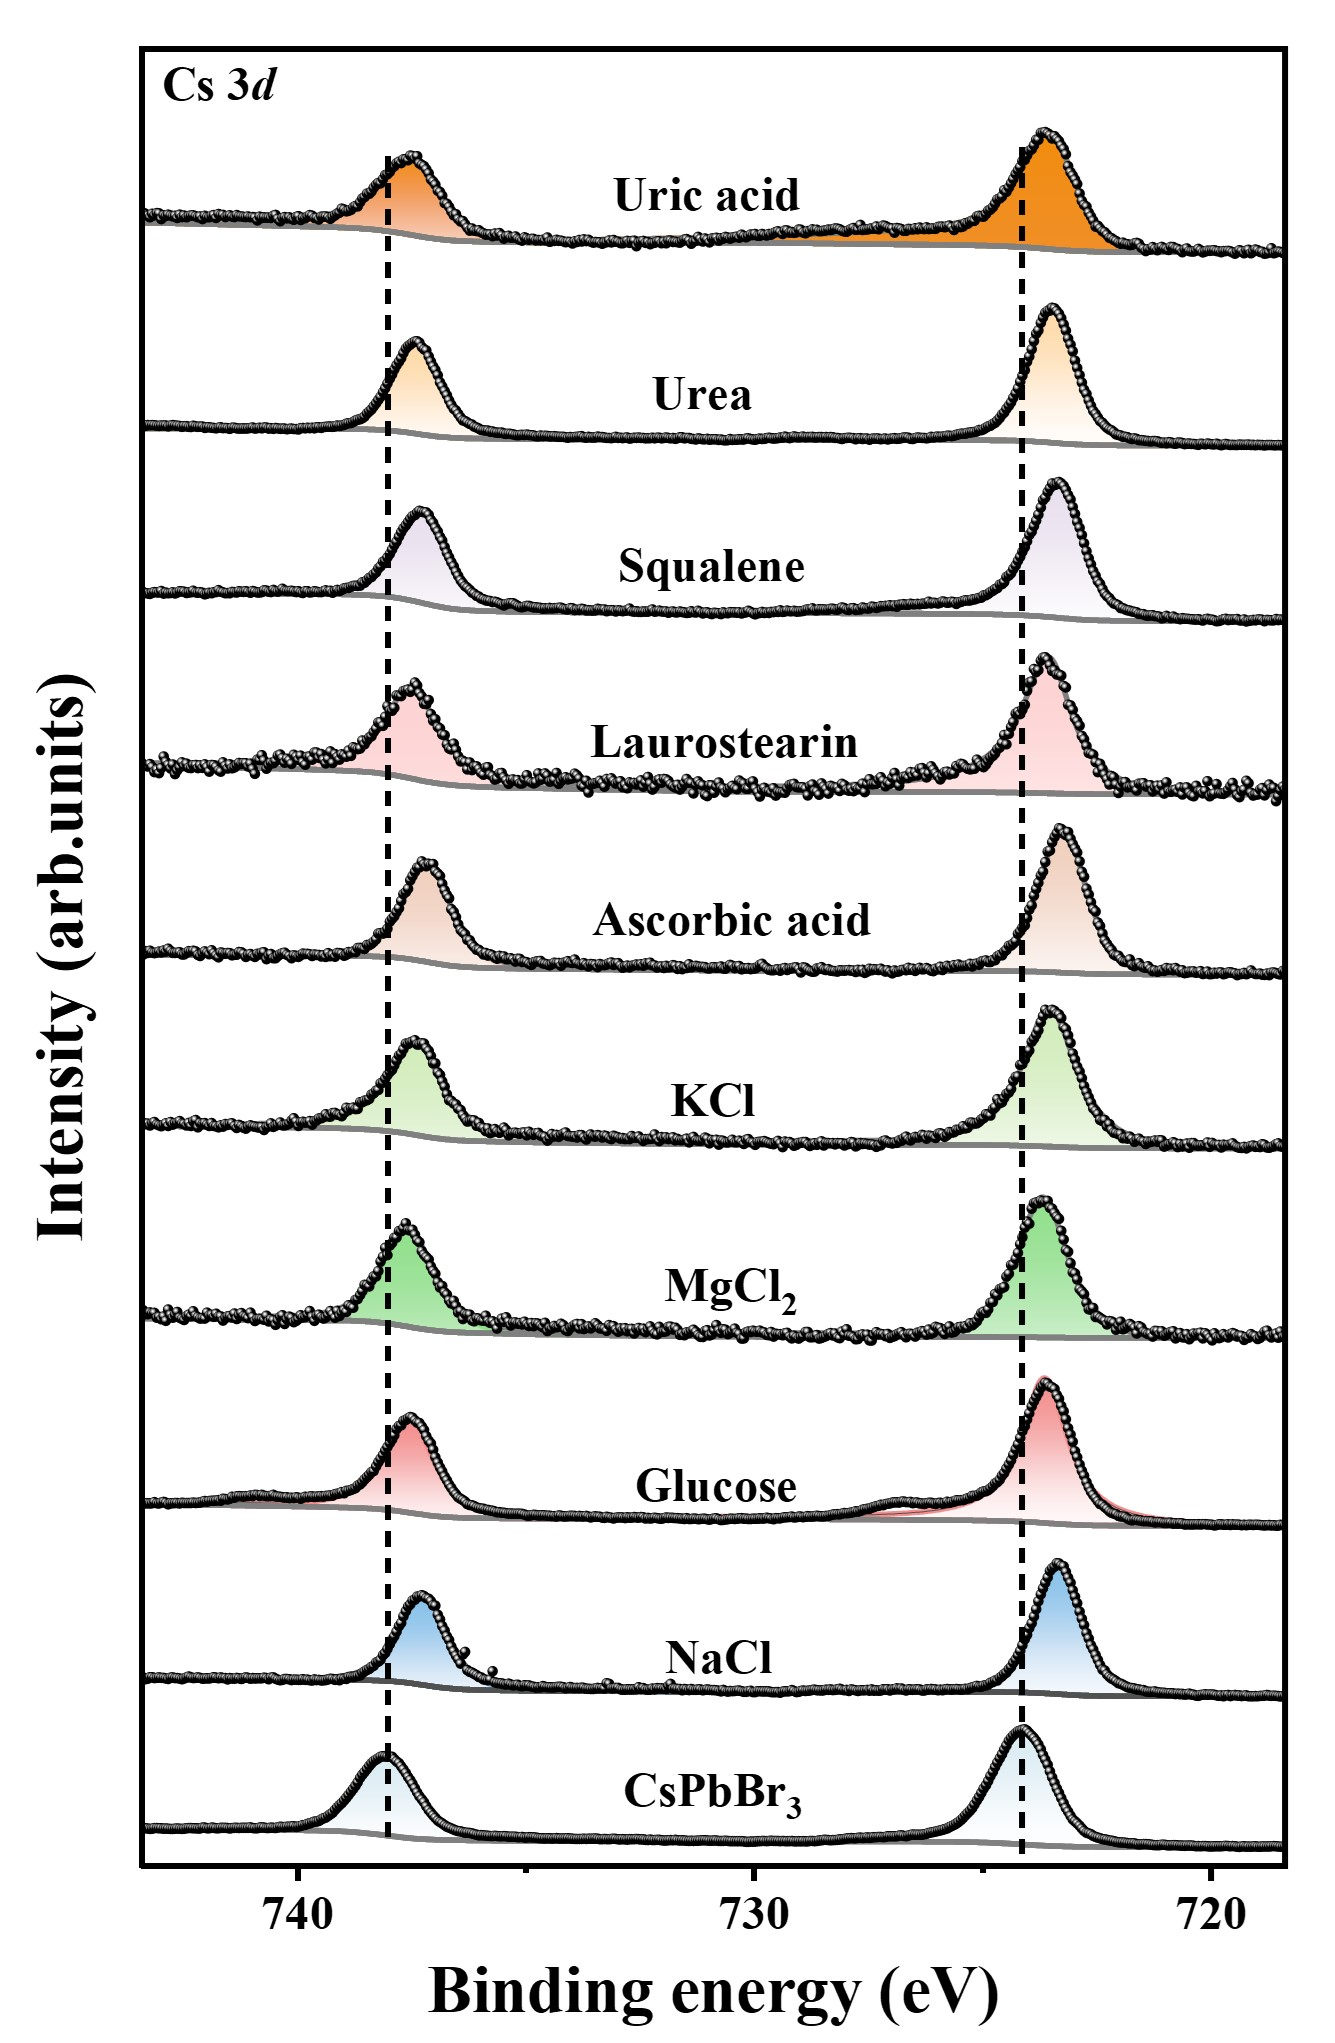 Cs 3d
Uric acid
Urea
Squalene
Laurostearin
Ascorbic acid
KCl
MgCl2
Glucose
NaCl
CsPbBr3
Intensity (arb.units)
740 730 720
Binding energy (eV)